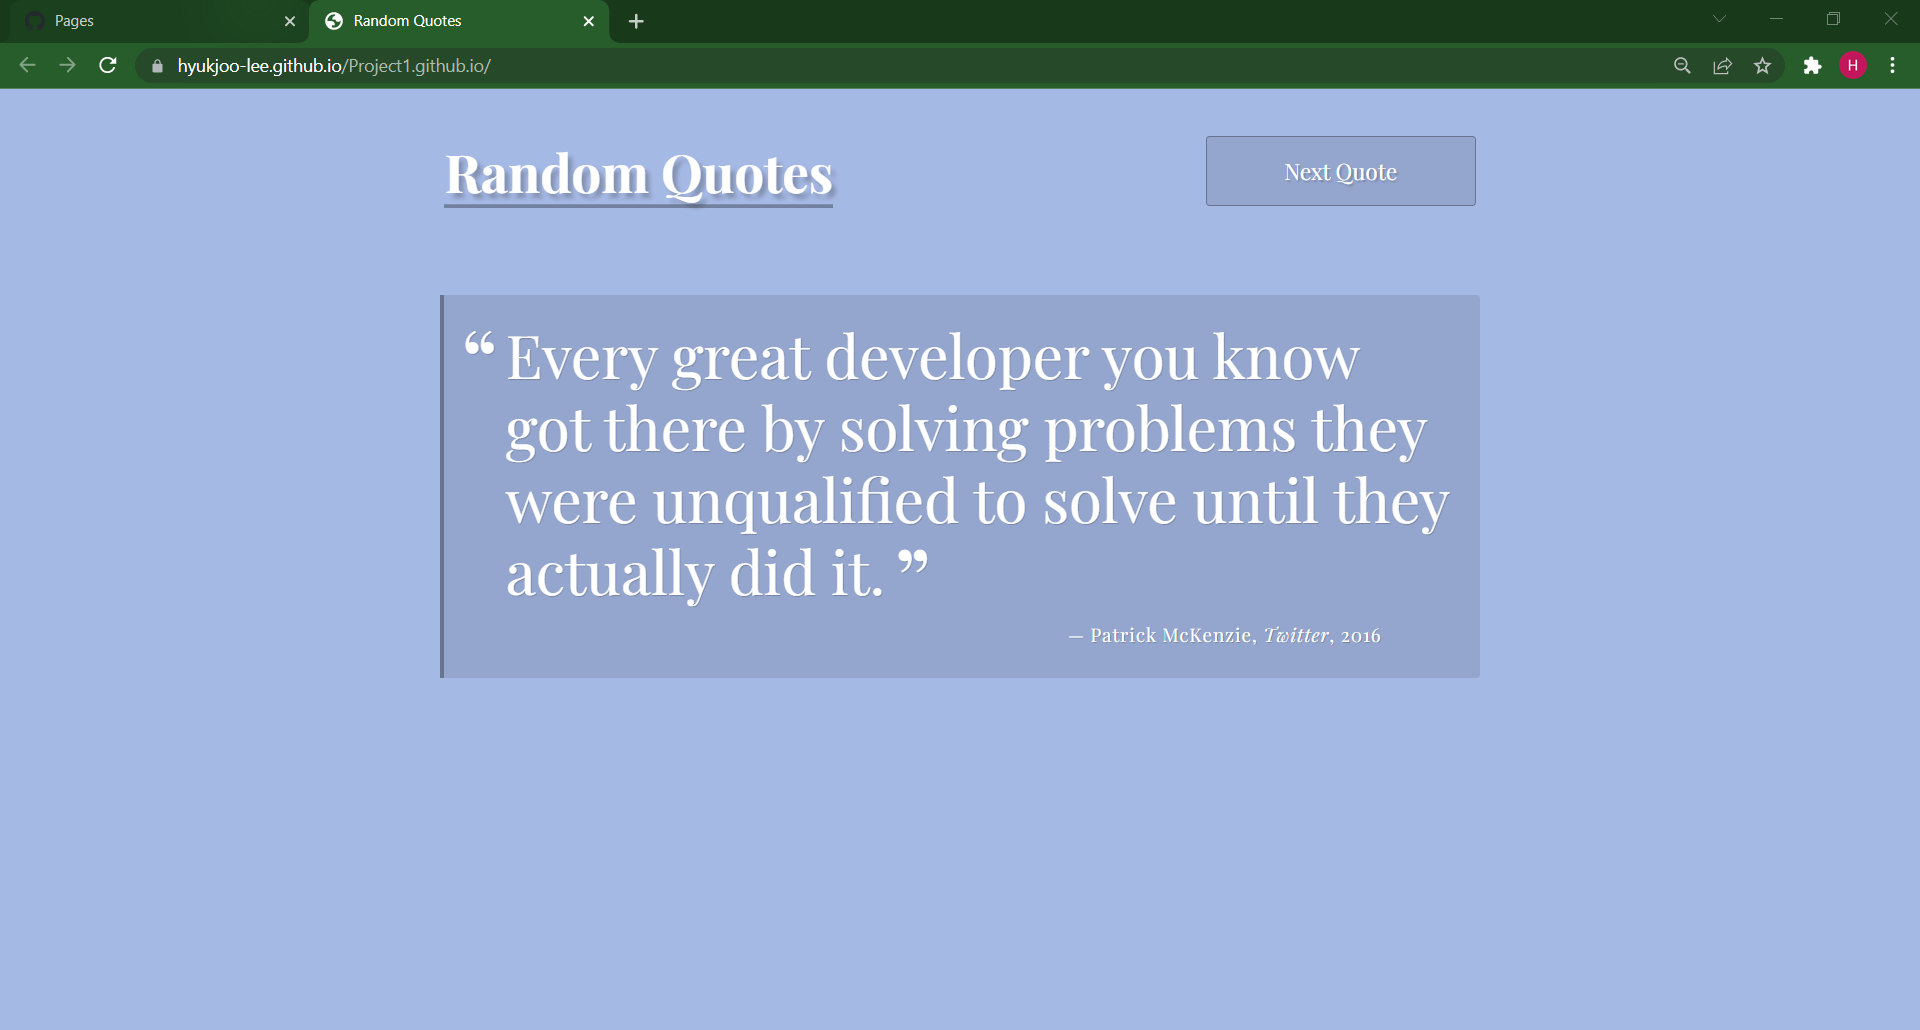 Pages
Random Quotes
hyukjoo-lee.github.io/Project1.github.io/
H
Random Quotes
Next Quote
“ Every great developer you know
got there by solving problems they
were unqualified to solve until they
actually did it. ”
— Patrick McKenzie, Twitter, 2016